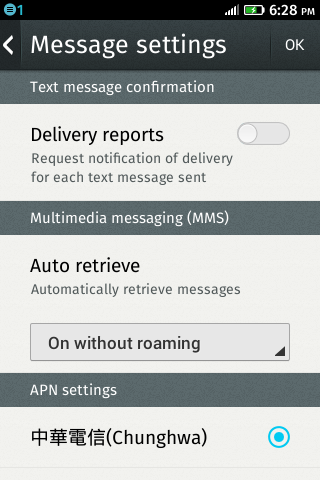 1 6:28 PM
Message settings OK
Text message confirmation
Delivery reports
Request notification of delivery
for each text message sent
Multimedia messaging (MMS)
Auto retrieve
Automatically retrieve messages
On without roaming
APN settings
中華電信(Chunghwa)